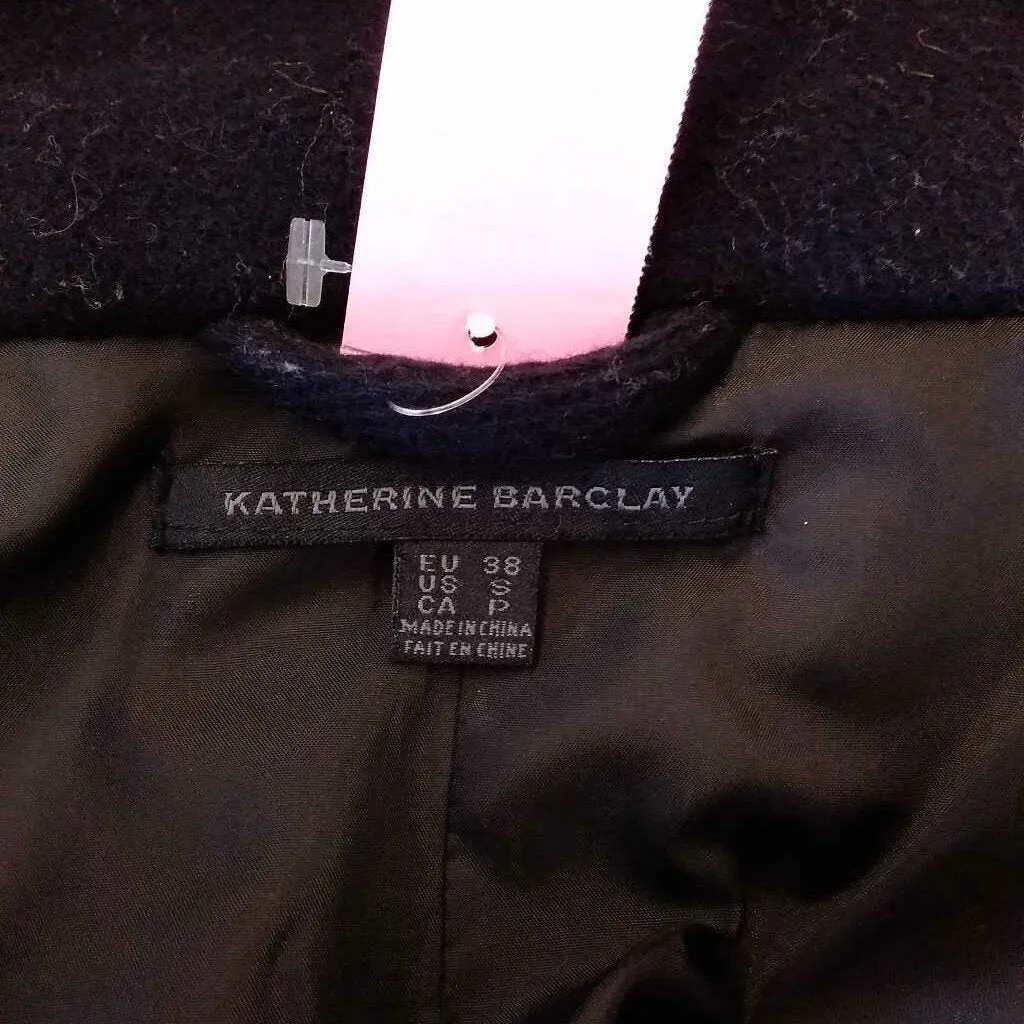 KATHERINE BARCLAY
EU 38
US S
CA P
MADE IN CHINA
FAIT EN CHINE